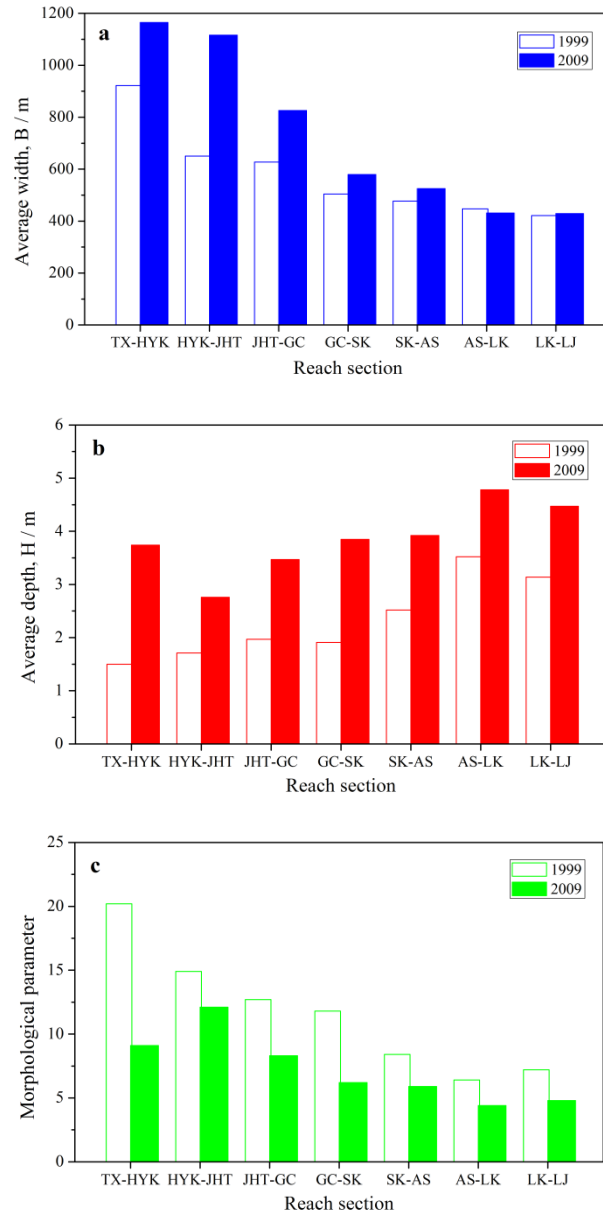 a
1999
2009
1200
1000
800
600
400
200
0
Average width, B / m
TX-HYK HYK-JHT JHT-GC GC-SK SK-AS AS-LK LK-LJ
Reach section
b
1999
2009
6
5
4
3
2
1
0
Average depth, H / m
TX-HYK HYK-JHT JHT-GC GC-SK SK-AS AS-LK LK-LJ
Reach section
c
1999
2009
25
20
15
10
5
0
Morphological parameter
TX-HYK HYK-JHT JHT-GC GC-SK SK-AS AS-LK LK-LJ
Reach section